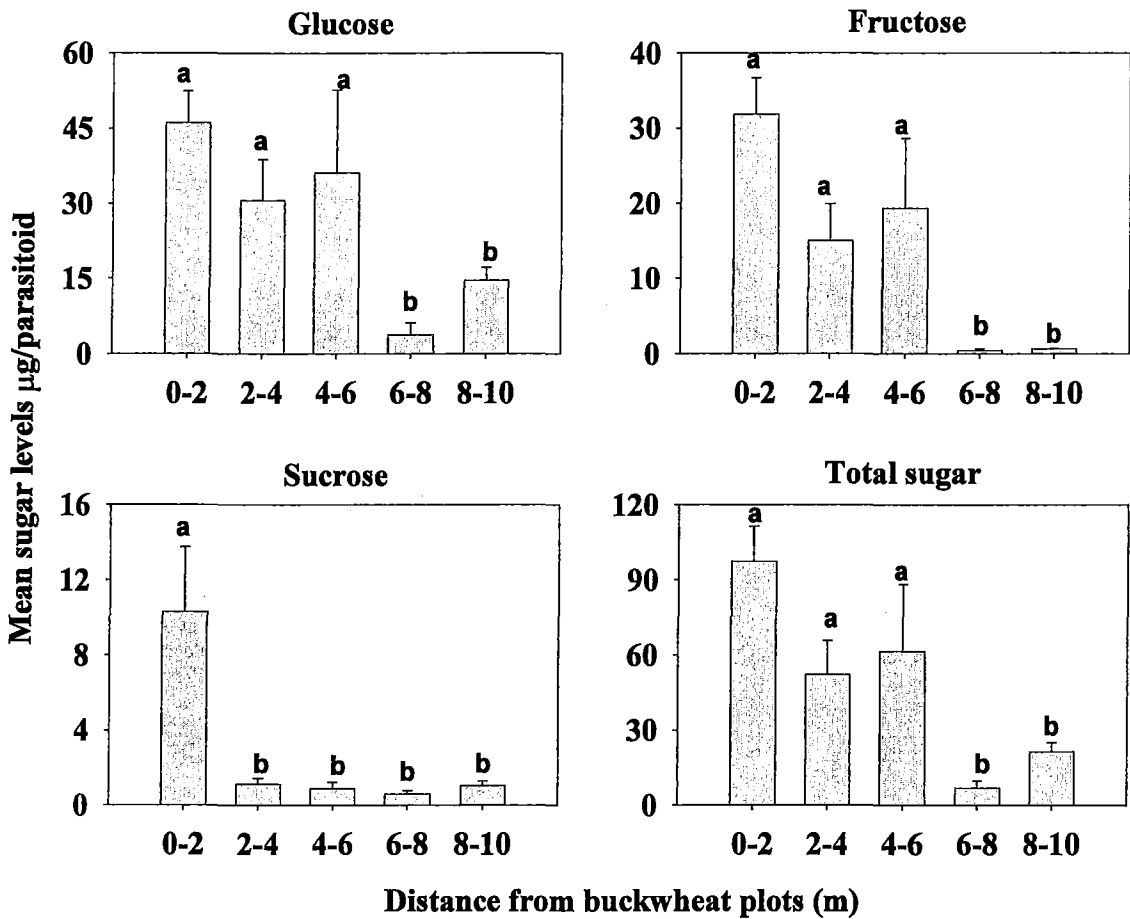 Glucose
60
45
30
15
0
a
a
a
b
b
0-2 2-4 4-6 6-8 8-10
Fructose
40
30
20
10
0
a
a
a
b
b
0-2 2-4 4-6 6-8 8-10
Mean sugar levels µg/parasitoid
Sucrose
16
12
8
4
0
a
b
b
b
b
0-2 2-4 4-6 6-8 8-10
Total sugar
120
90
60
30
0
a
a
a
b
b
0-2 2-4 4-6 6-8 8-10
Distance from buckwheat plots (m)